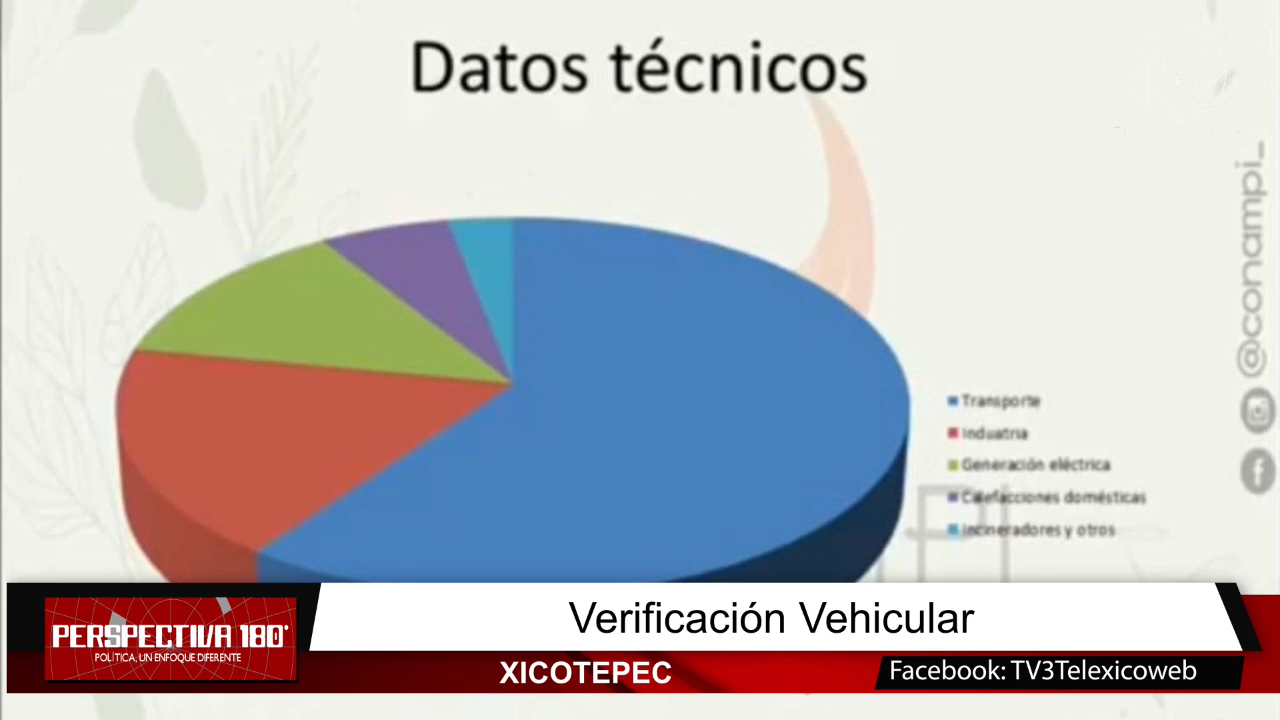 Datos técnicos
@conampi_
Transporte
Industria
Generación eléctrica
Calefacciones domésticas
Incineradores y otros
Verificación Vehicular
PERSPECTIVA 180°
POLÍTICA, UN ENFOQUE DIFERENTE
XICOTEPEC
Facebook: TV3Telexicoweb